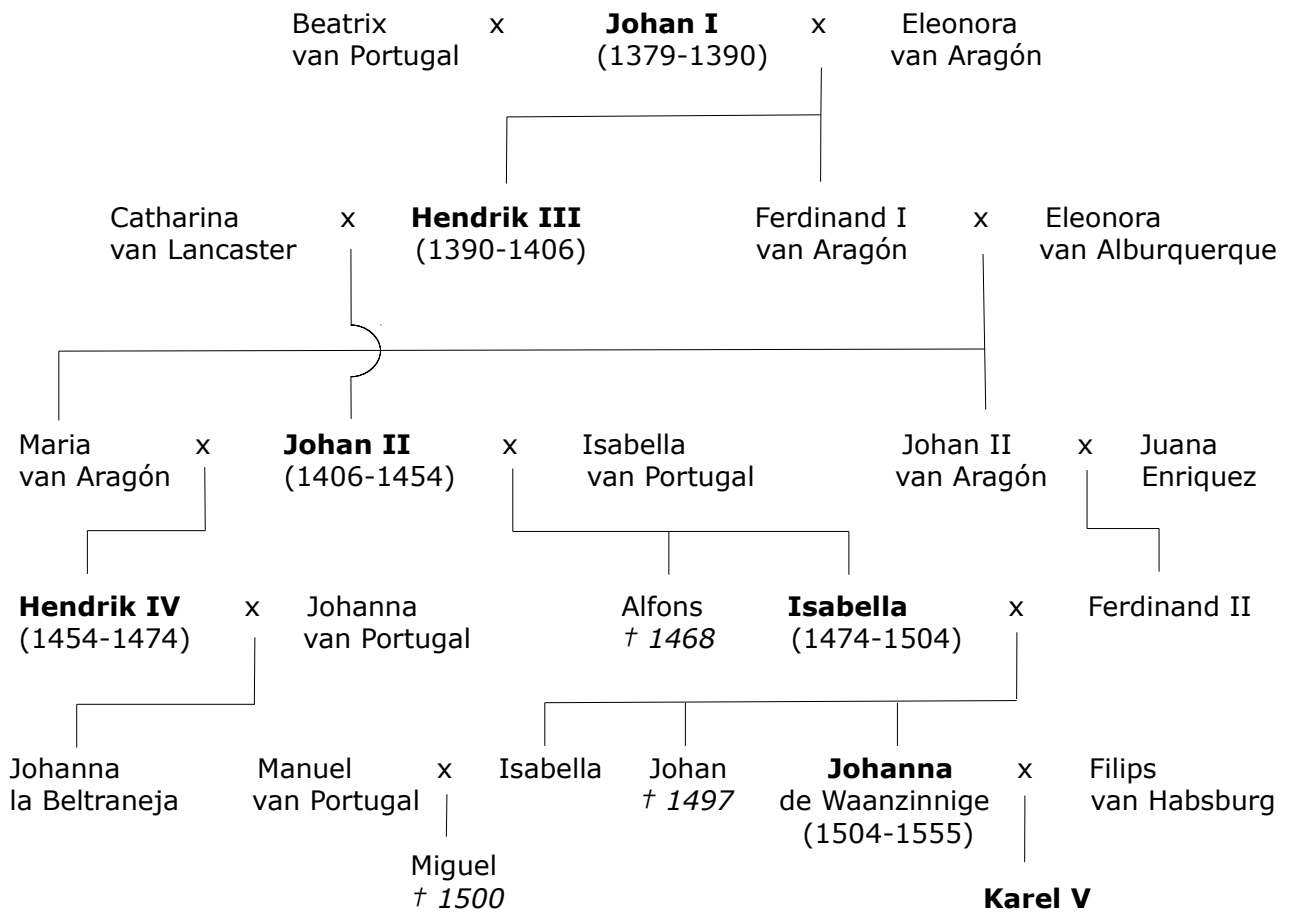 Beatrix x Johan I x Eleonora
van Portugal (1379-1390) van Aragón
Catharina x Hendrik III Ferdinand I x Eleonora
van Lancaster (1390-1406) van Aragón van Alburquerque
Maria x Johan II x Isabella Johan II x Juana
van Aragón (1406-1454) van Portugal van Aragón Enriquez
Hendrik IV x Johanna Alfons Isabella x Ferdinand II
(1454-1474) van Portugal † 1468 (1474-1504)
Johanna Manuel x Isabella Johan Johanna x Filips
la Beltraneja van Portugal † 1497 de Waanzinnige van Habsburg
(1504-1555)
Miguel
† 1500 Karel V